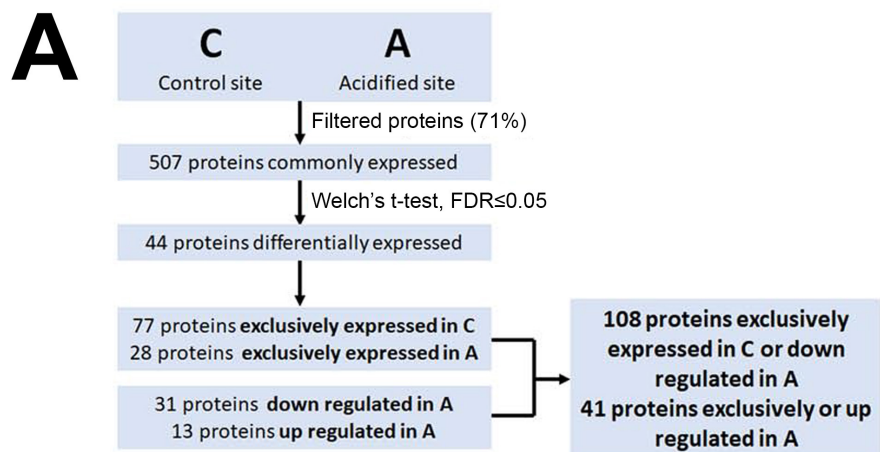 A
C
A
Control site
Acidified site
Filtered proteins (71%)
507 proteins commonly expressed
Welch's t-test, FDR≤0.05
44 proteins differentially expressed
77 proteins exclusively expressed in C
28 proteins exclusively expressed in A
31 proteins down regulated in A
13 proteins up regulated in A
108 proteins exclusively
expressed in C or down
regulated in A
41 proteins exclusively or up
regulated in A